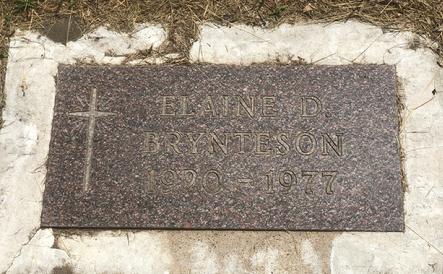 ELAINE D.
BRYNTESON
1920 - 1977